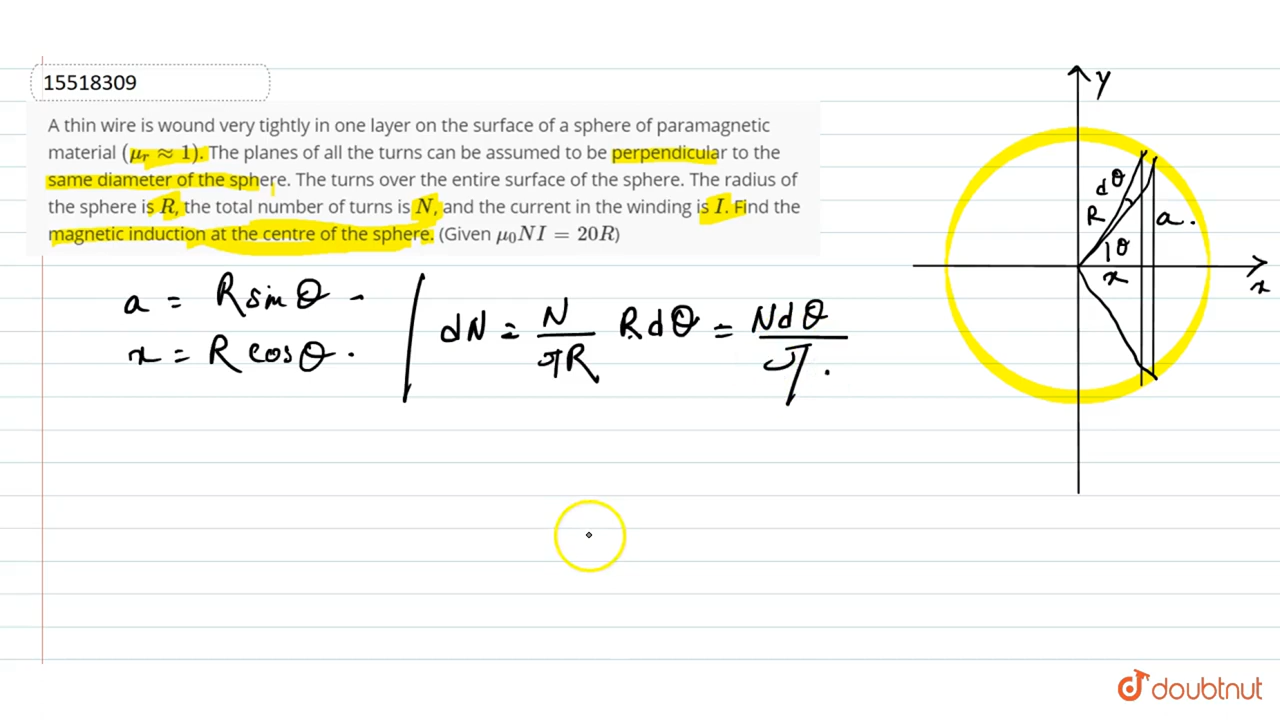 15518309
A thin wire is wound very tightly in one layer on the surface of a sphere of paramagnetic
material (μr ≈ 1). The planes of all the turns can be assumed to be perpendicular to the
same diameter of the sphere. The turns over the entire surface of the sphere. The radius of
the sphere is R, the total number of turns is N, and the current in the winding is I. Find the
magnetic induction at the centre of the sphere. (Given μ0NI = 20R)
a = R sin θ -
x = R cos θ .
dN = N/πR R dθ = N dθ/π .
y
dθ
R
a .
θ
x
x
doubtnut